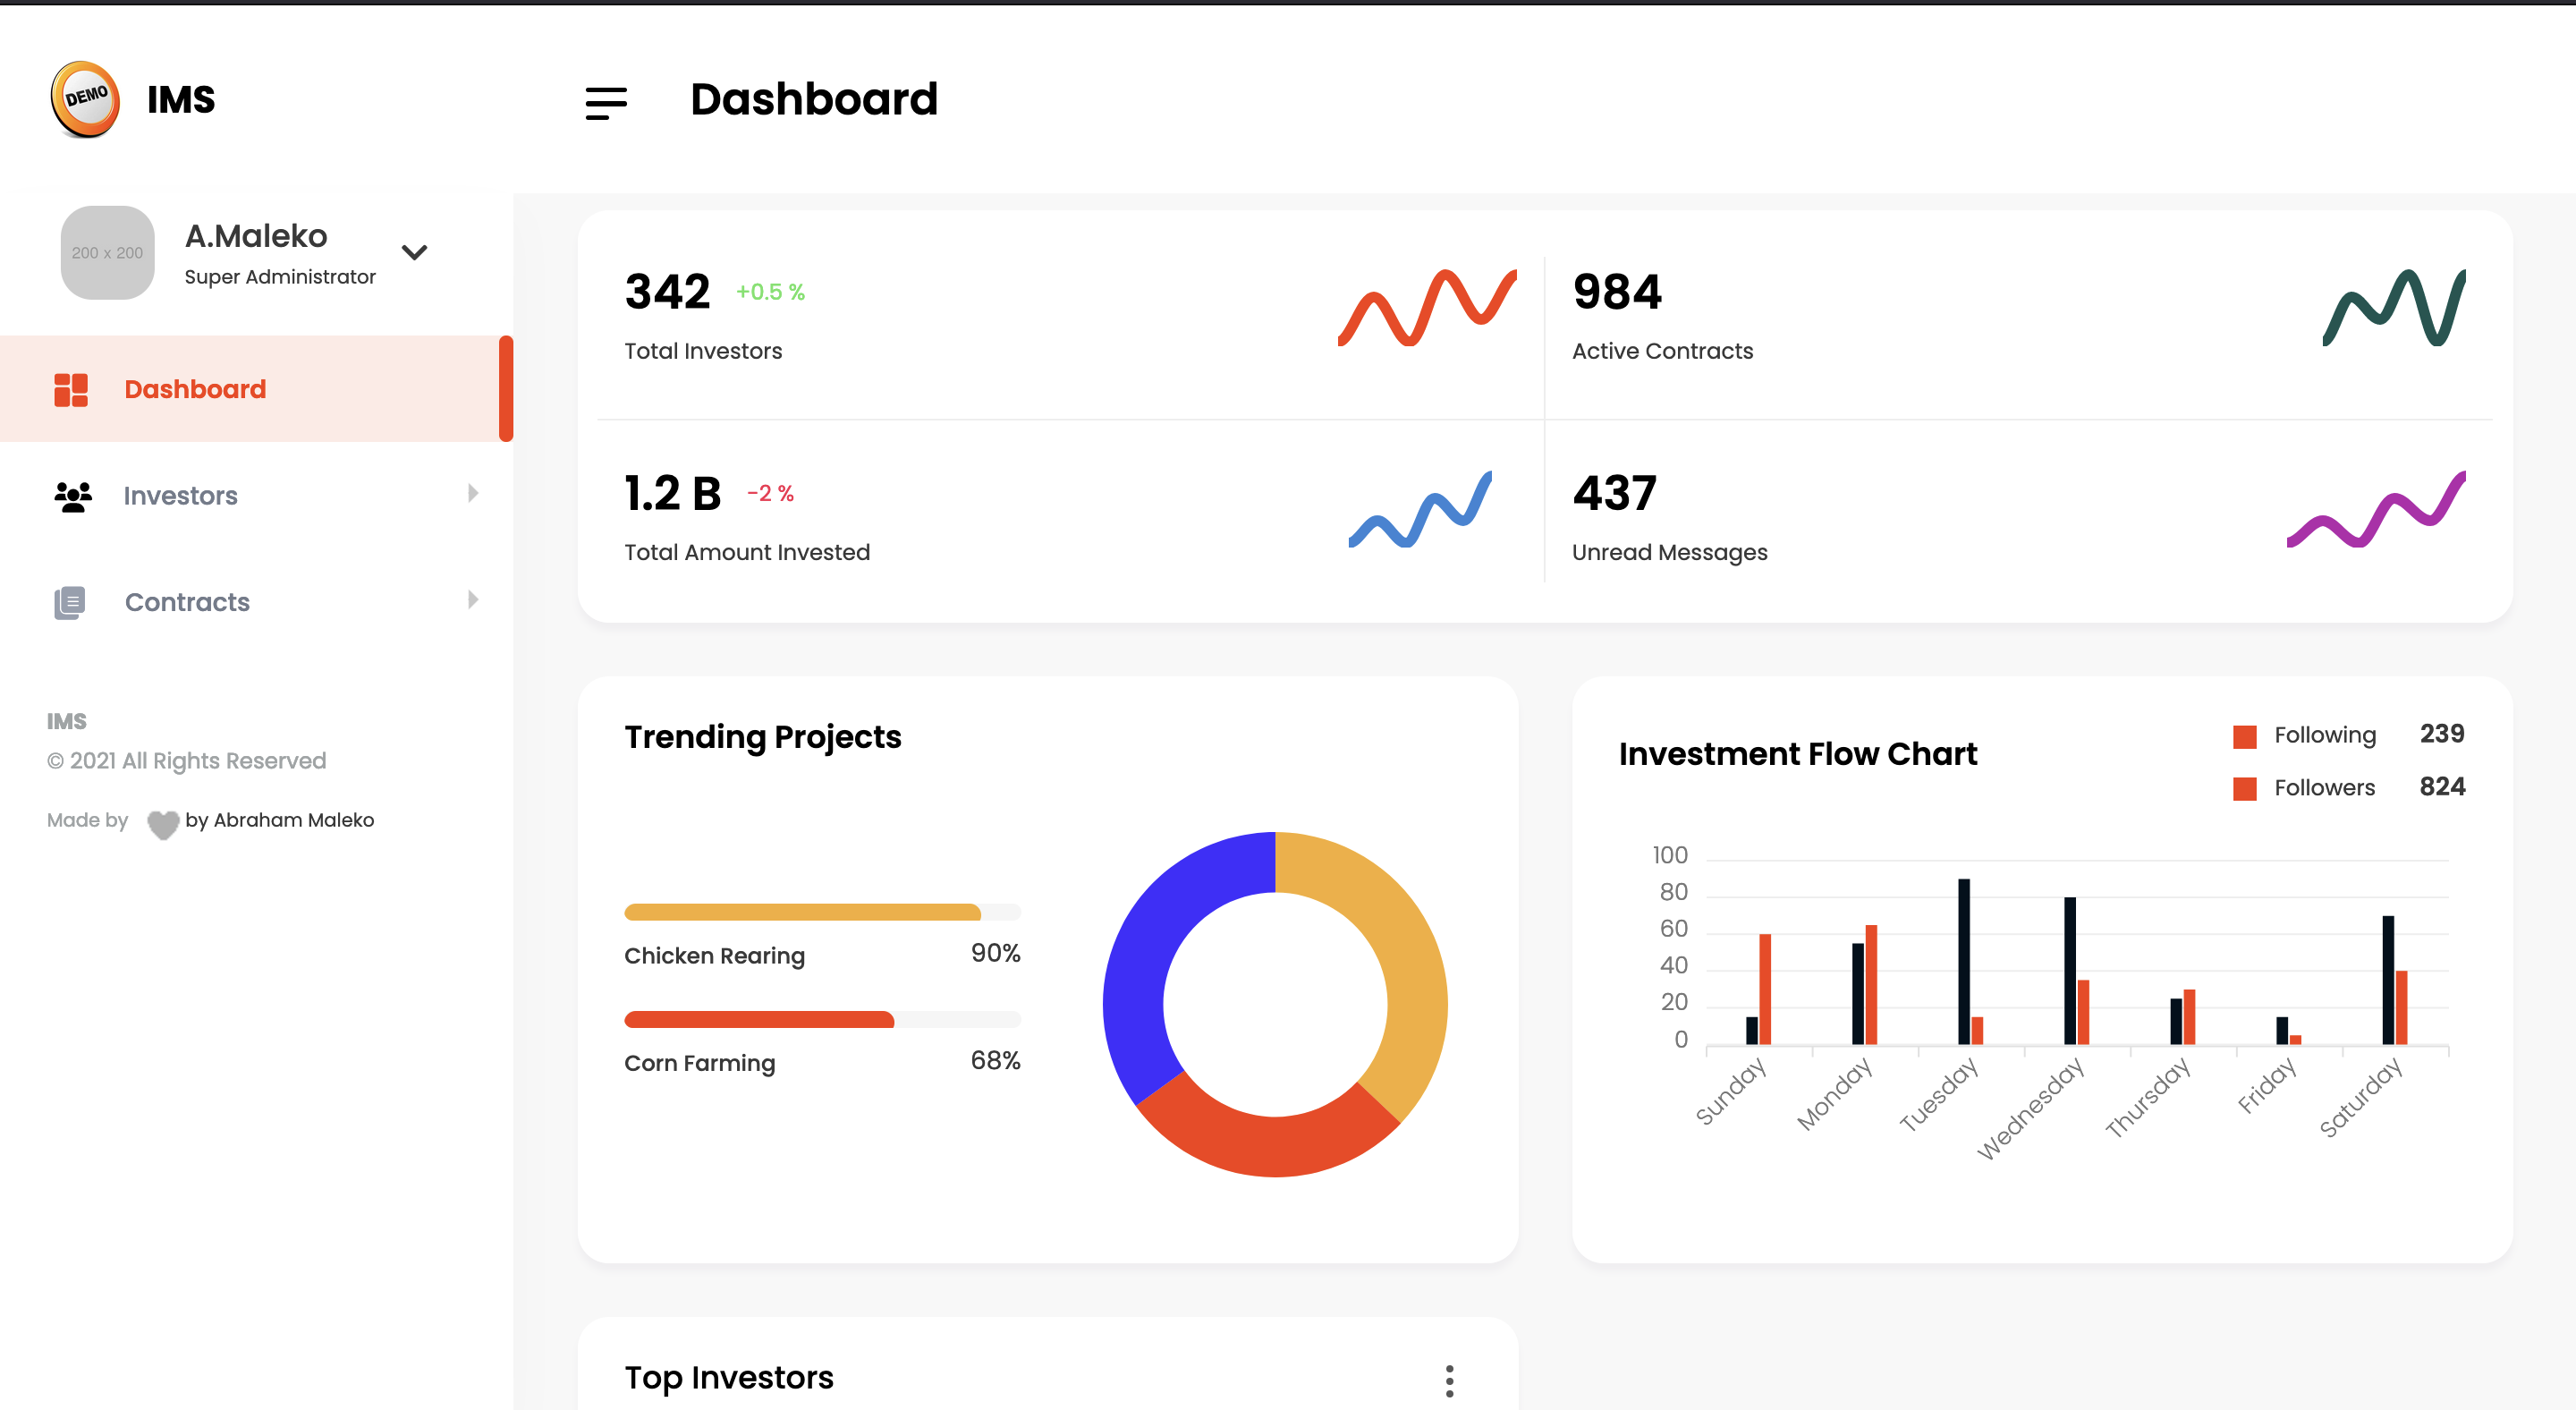 DEMO
IMS
Dashboard
200 x 200
A.Maleko
Super Administrator
Dashboard
Investors
Contracts
IMS
© 2021 All Rights Reserved
Made by by Abraham Maleko
342 +0.5 %
Total Investors
984
Active Contracts
1.2 B -2 %
Total Amount Invested
437
Unread Messages
Trending Projects
Chicken Rearing 90%
Corn Farming 68%
Investment Flow Chart
Following 239
Followers 824
100
80
60
40
20
0
Sunday
Monday
Tuesday
Wednesday
Thursday
Friday
Saturday
Top Investors